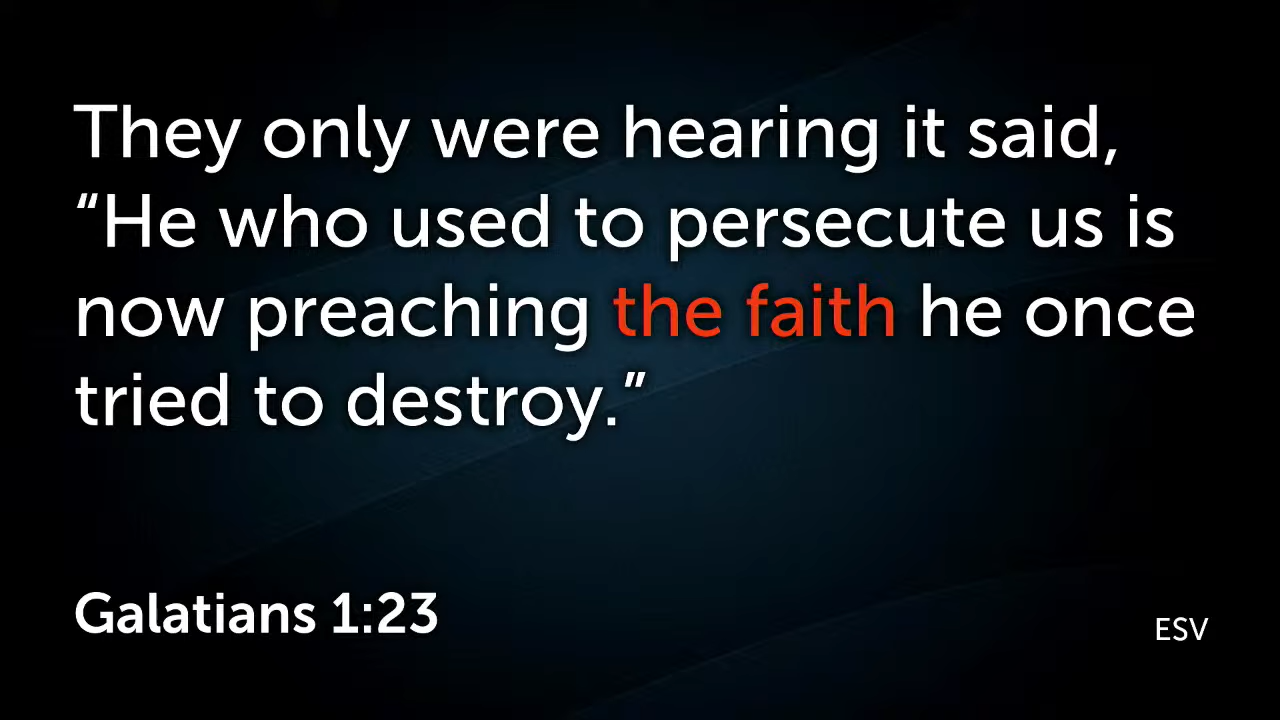 They only were hearing it said,
“He who used to persecute us is
now preaching the faith he once
tried to destroy.”
Galatians 1:23
ESV